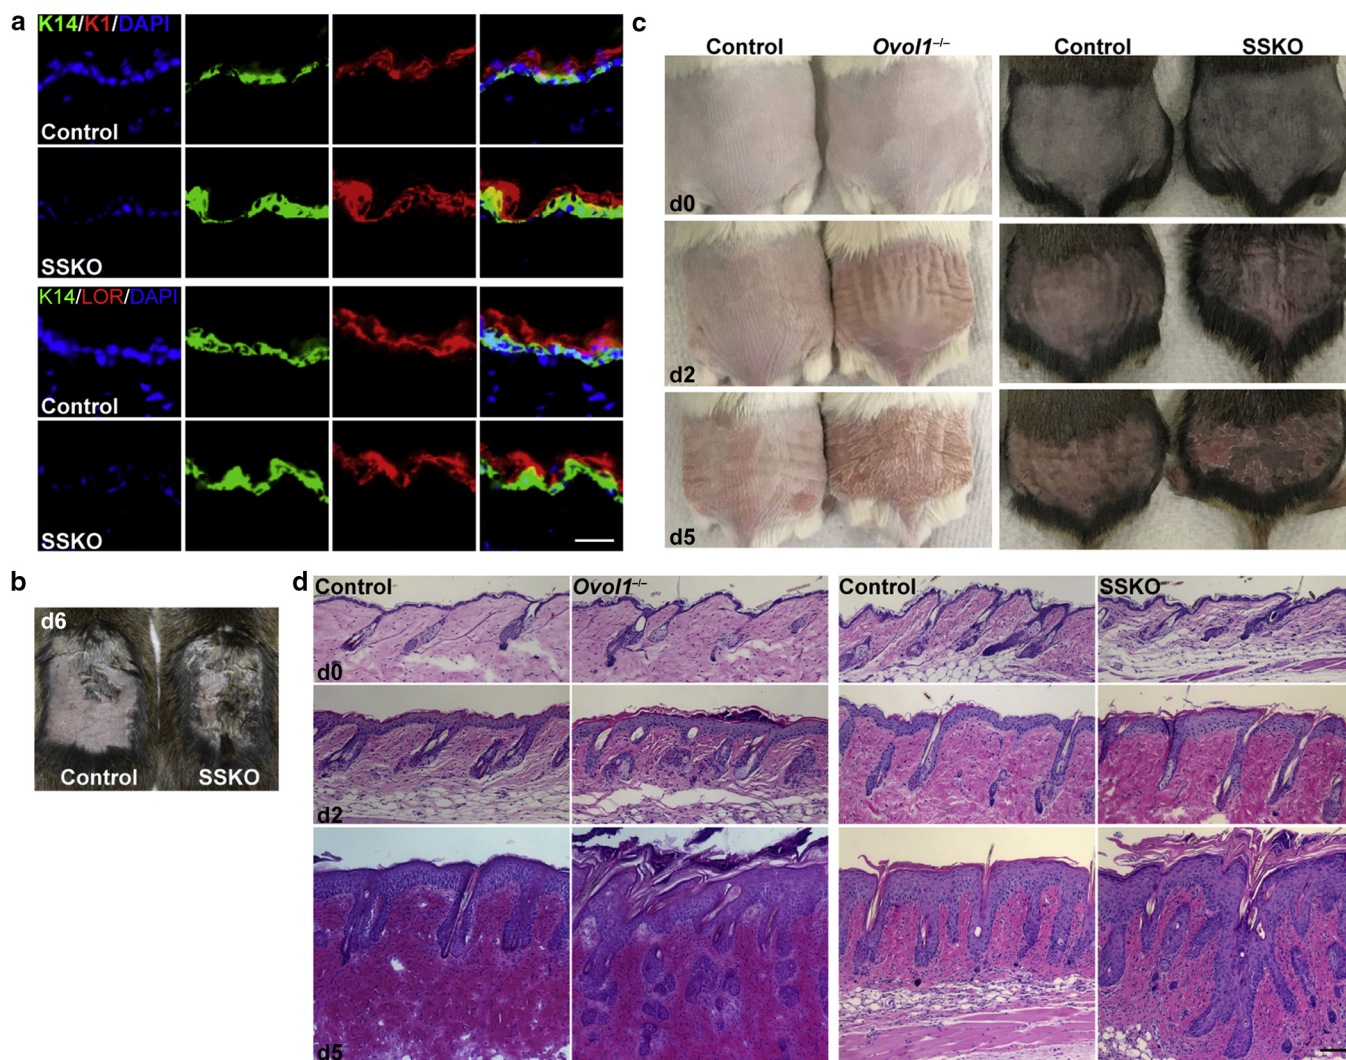 a
K14/K1/DAPI
Control
SSKO
K14/LOR/DAPI
Control
SSKO
b
d6
Control SSKO
c
Control Ovol1–/– Control SSKO
d0
d2
d5
d
Control Ovol1–/– Control SSKO
d0
d2
d5